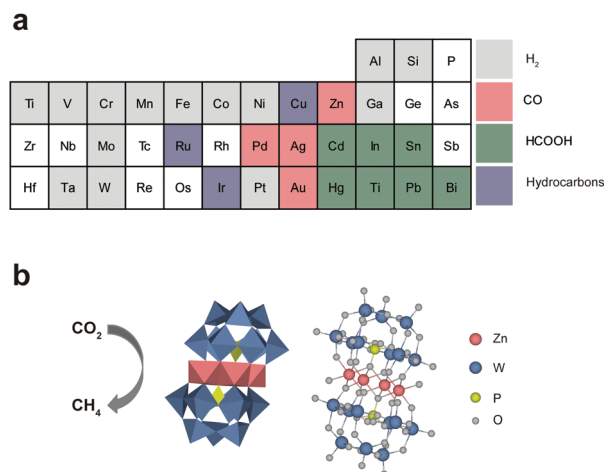 a
Al Si P H₂
Ti V Cr Mn Fe Co Ni Cu Zn Ga Ge As CO
Zr Nb Mo Tc Ru Rh Pd Ag Cd In Sn Sb HCOOH
Hf Ta W Re Os Ir Pt Au Hg Ti Pb Bi Hydrocarbons
b
CO₂
CH₄
Zn
W
P
O